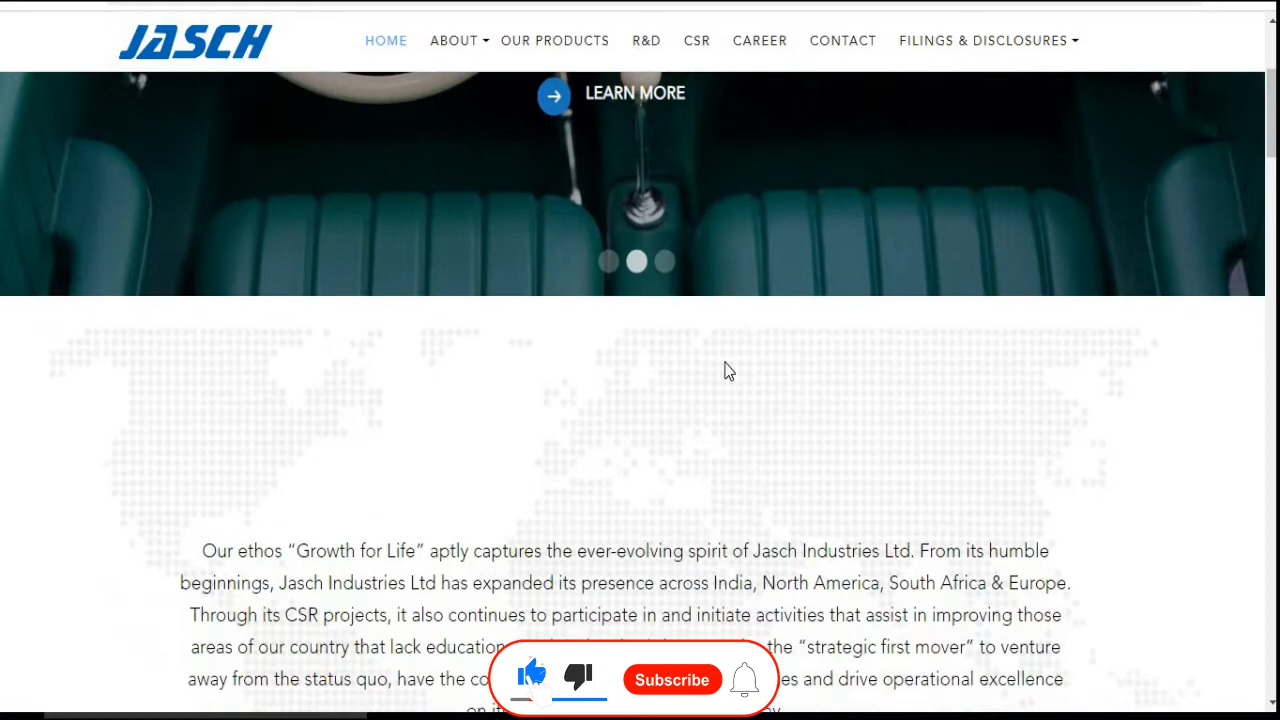 JASCH
HOME ABOUT OUR PRODUCTS R&D CSR CAREER CONTACT FILINGS & DISCLOSURES
LEARN MORE
Our ethos “Growth for Life” aptly captures the ever-evolving spirit of Jasch Industries Ltd. From its humble
beginnings, Jasch Industries Ltd has expanded its presence across India, North America, South Africa & Europe.
Through its CSR projects, it also continues to participate in and initiate activities that assist in improving those
areas of our country that lack education the “strategic first mover” to venture
away from the status quo, have the and drive operational excellence
Subscribe